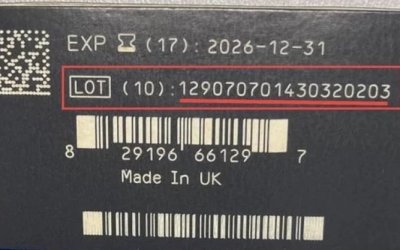 EXP (17): 2026-12-31
LOT (10): 129070701430320203
8 29196 66129 7
Made In UK